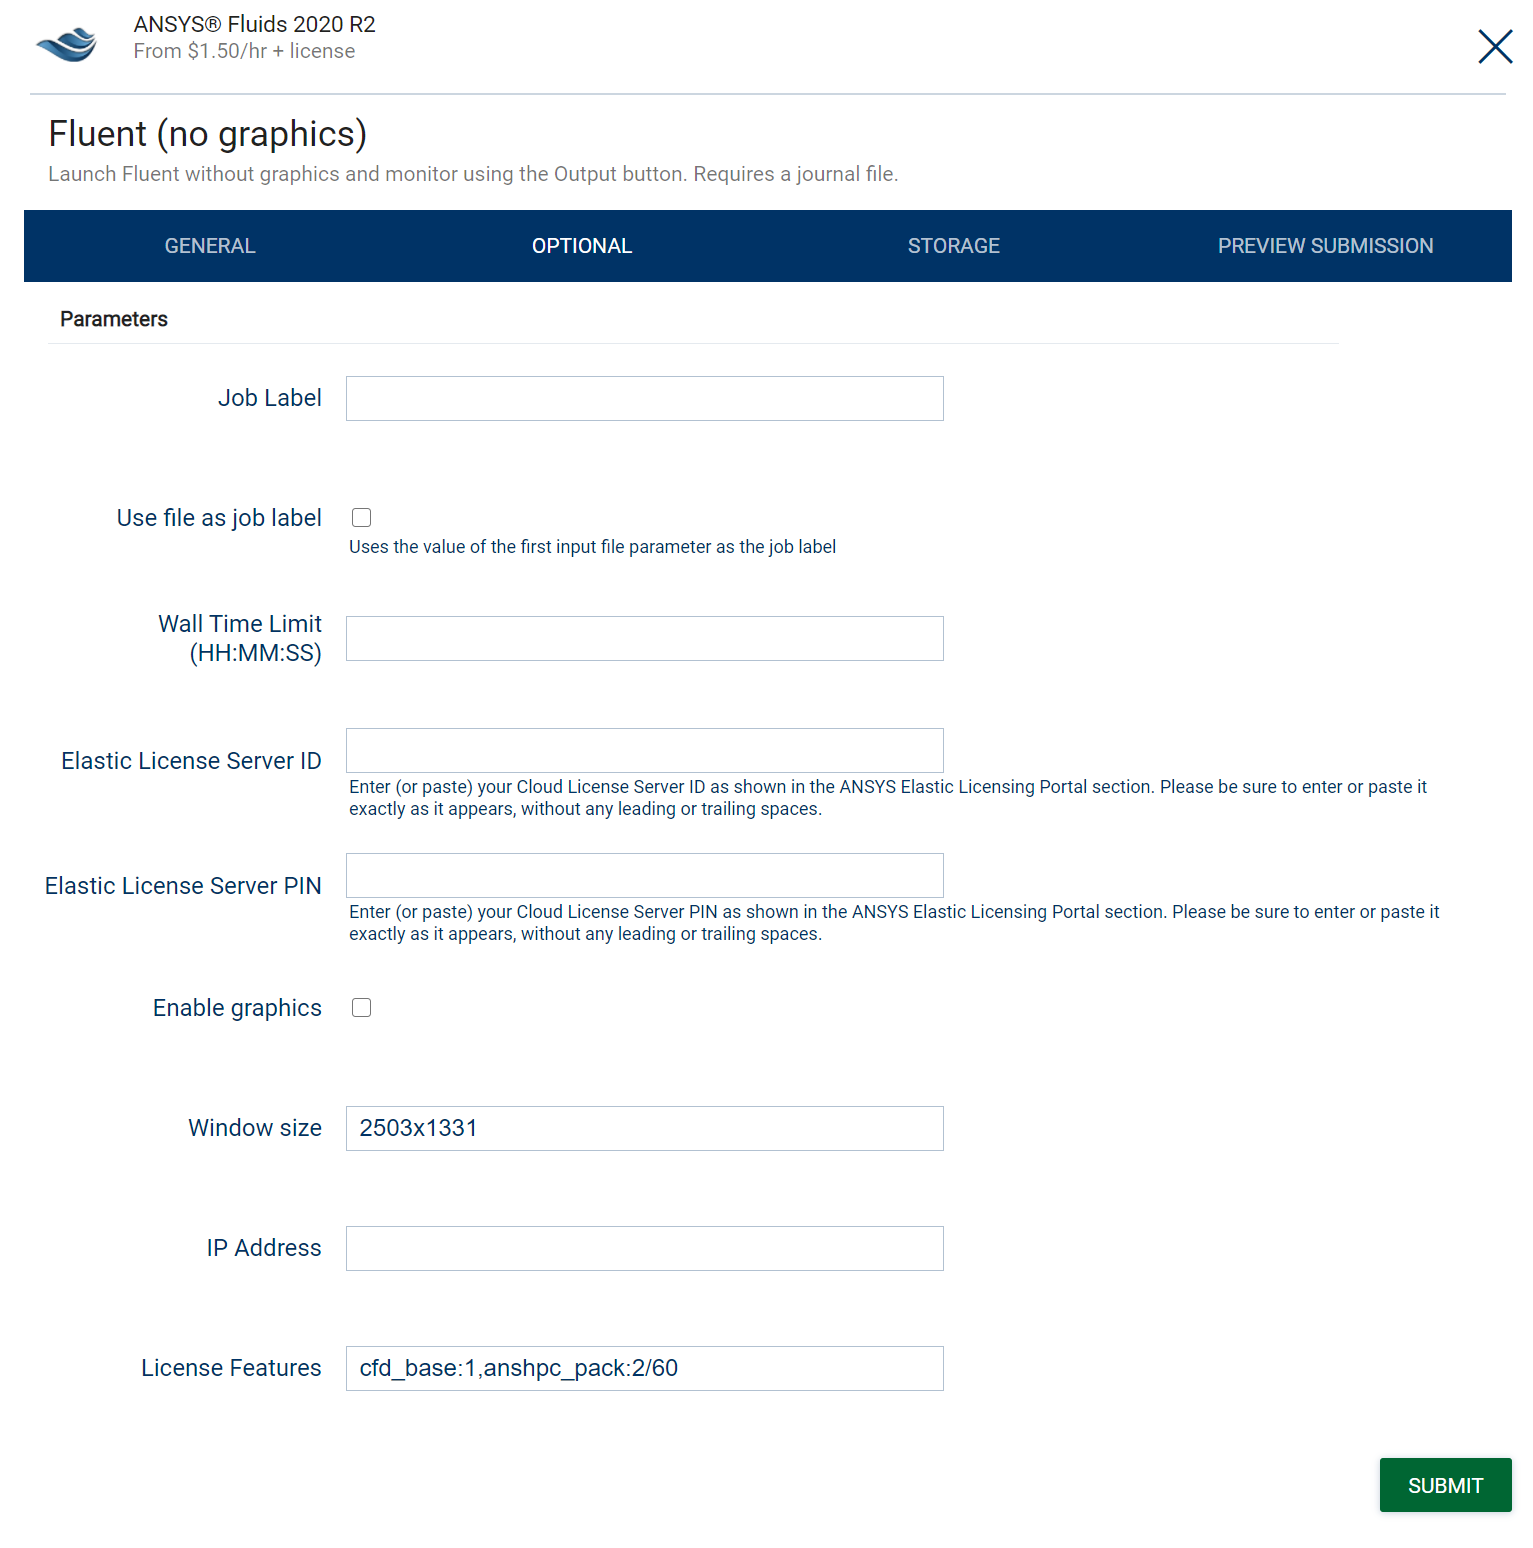 ANSYS® Fluids 2020 R2
From $1.50/hr + license
Fluent (no graphics)
Launch Fluent without graphics and monitor using the Output button. Requires a journal file.
GENERAL OPTIONAL STORAGE PREVIEW SUBMISSION
Parameters
Job Label
Use file as job label
Uses the value of the first input file parameter as the job label
Wall Time Limit
(HH:MM:SS)
Elastic License Server ID
Enter (or paste) your Cloud License Server ID as shown in the ANSYS Elastic Licensing Portal section. Please be sure to enter or paste it
exactly as it appears, without any leading or trailing spaces.
Elastic License Server PIN
Enter (or paste) your Cloud License Server PIN as shown in the ANSYS Elastic Licensing Portal section. Please be sure to enter or paste it
exactly as it appears, without any leading or trailing spaces.
Enable graphics
Window size 2503x1331
IP Address
License Features cfd_base:1,anshpc_pack:2/60
SUBMIT